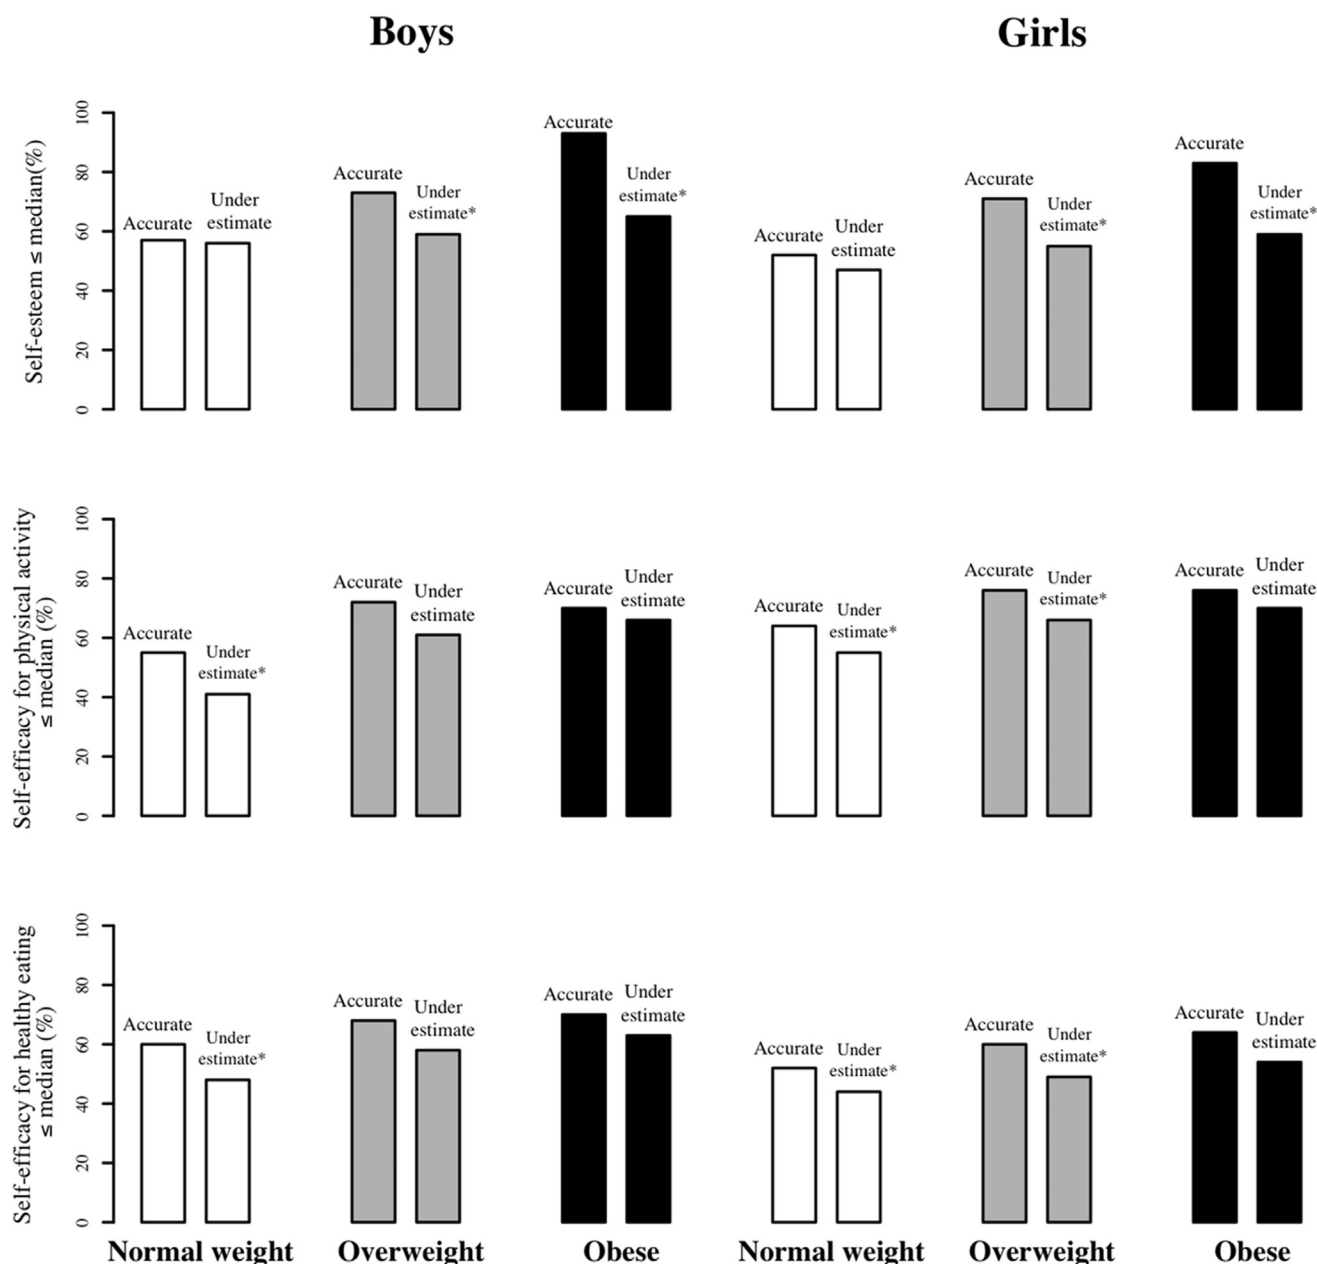 Boys
Girls
Self-esteem ≤ median(%)
100
80
60
40
20
0
Accurate
Under
estimate
Accurate
Under
estimate*
Accurate
Under
estimate*
Accurate
Under
estimate
Accurate
Under
estimate*
Accurate
Under
estimate*
Self-efficacy for physical activity
≤ median (%)
100
80
60
40
20
0
Accurate
Under
estimate*
Accurate
Under
estimate
Accurate
Under
estimate
Accurate
Under
estimate*
Accurate
Under
estimate*
Accurate
Under
estimate
Self-efficacy for healthy eating
≤ median (%)
100
80
60
40
20
0
Accurate
Under
estimate*
Accurate
Under
estimate
Accurate
Under
estimate
Accurate
Under
estimate*
Accurate
Under
estimate*
Accurate
Under
estimate
Normal weight
Overweight
Obese
Normal weight
Overweight
Obese